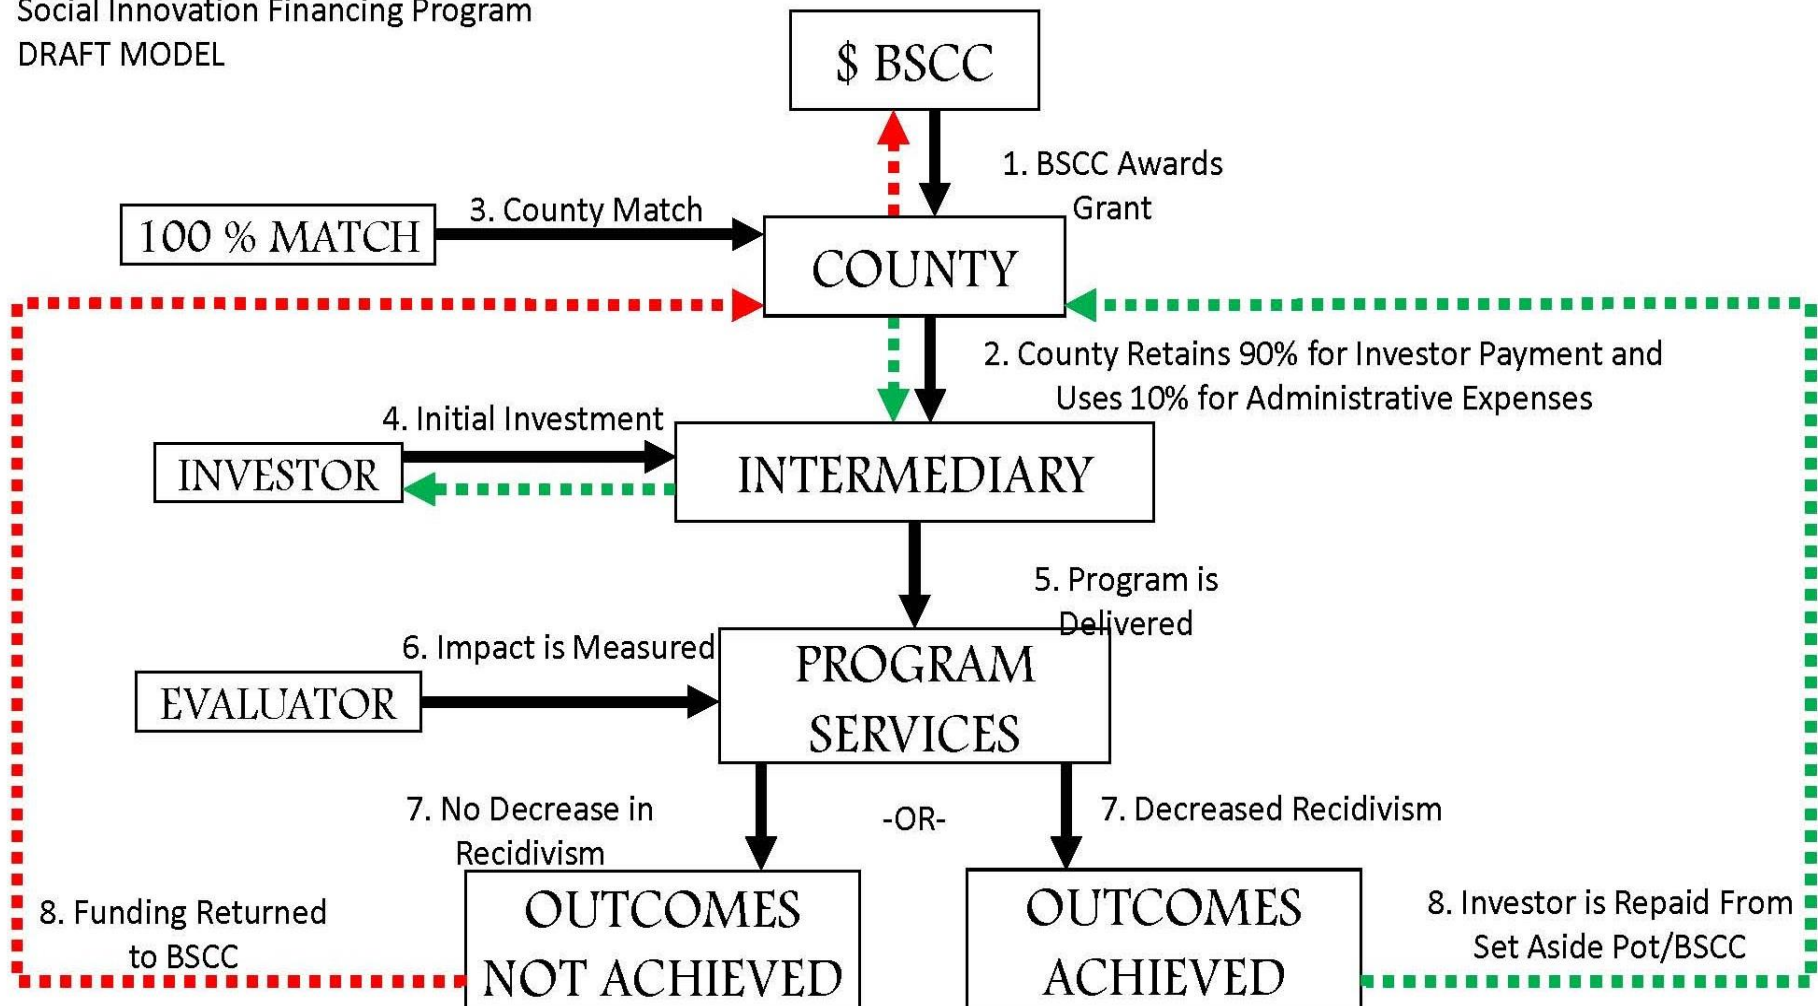 Social Innovation Financing Program
DRAFT MODEL
$ BSCC
1. BSCC Awards
Grant
3. County Match
100 % MATCH
COUNTY
2. County Retains 90% for Investor Payment and
Uses 10% for Administrative Expenses
4. Initial Investment
INVESTOR
INTERMEDIARY
5. Program is
Delivered
6. Impact is Measured
PROGRAM
SERVICES
EVALUATOR
7. No Decrease in
Recidivism
-OR-
7. Decreased Recidivism
8. Funding Returned
to BSCC
OUTCOMES
NOT ACHIEVED
OUTCOMES
ACHIEVED
8. Investor is Repaid From
Set Aside Pot/BSCC